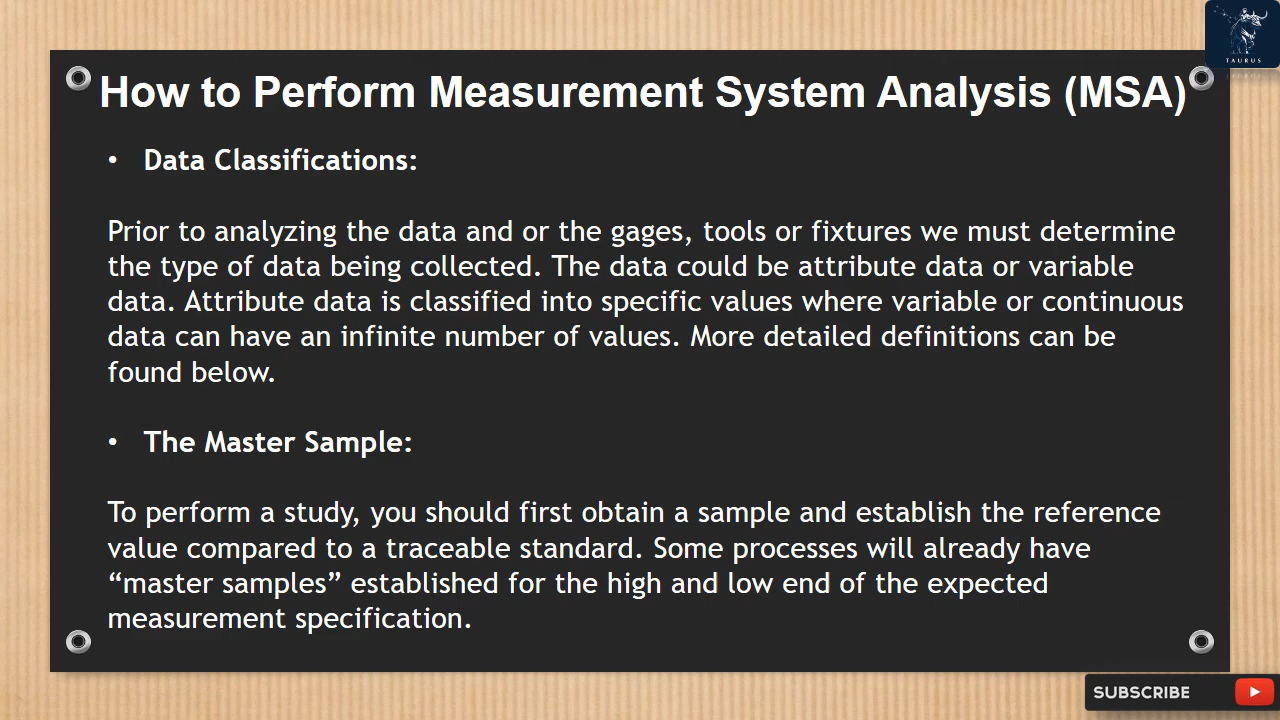 TAURUS
How to Perform Measurement System Analysis (MSA)
• Data Classifications:
Prior to analyzing the data and or the gages, tools or fixtures we must determine
the type of data being collected. The data could be attribute data or variable
data. Attribute data is classified into specific values where variable or continuous
data can have an infinite number of values. More detailed definitions can be
found below.
• The Master Sample:
To perform a study, you should first obtain a sample and establish the reference
value compared to a traceable standard. Some processes will already have
“master samples” established for the high and low end of the expected
measurement specification.
SUBSCRIBE